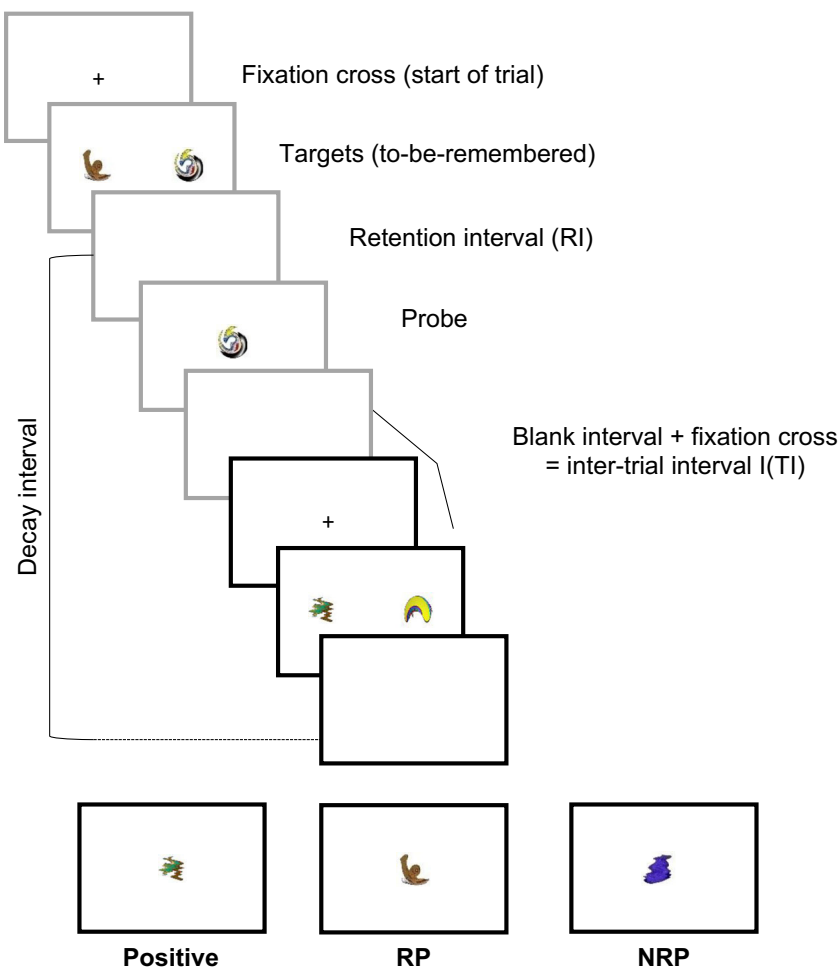 +
Fixation cross (start of trial)
Targets (to-be-remembered)
Retention interval (RI)
Probe
Blank interval + fixation cross
= inter-trial interval I(TI)
Decay interval
+
Positive
RP
NRP